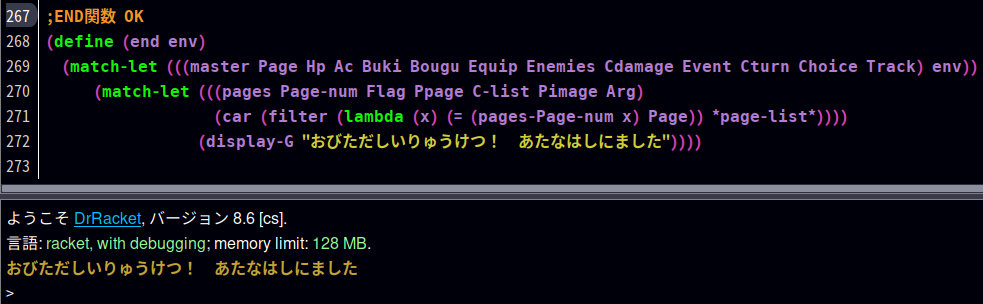 267 ;END関数 OK
268 (define (end env)
269 (match-let (((master Page Hp Ac Buki Bougu Equip Enemies Cdamage Event Cturn Choice Track) env))
270 (match-let (((pages Page-num Flag Ppage C-list Pimage Arg)
271 (car (filter (lambda (x) (= (pages-Page-num x) Page)) *page-list*))))
272 (display-G "おびただしいりゅうけつ！　あたなはしにました"))))
273
ようこそ DrRacket, バージョン 8.6 [cs].
言語: racket, with debugging; memory limit: 128 MB.
おびただしいりゅうけつ！　あたなはしにました
>